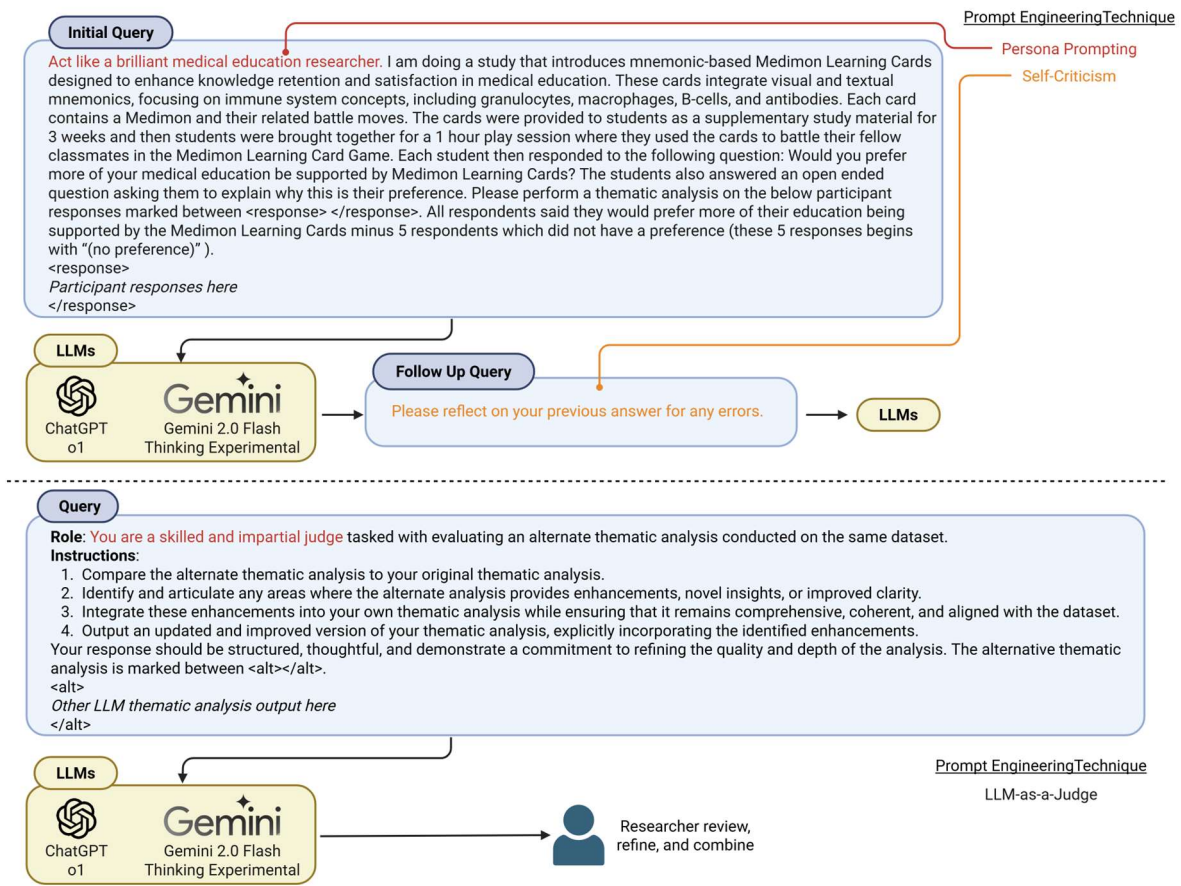 Prompt EngineeringTechnique
Initial Query
Persona Prompting
Self-Criticism
Act like a brilliant medical education researcher. I am doing a study that introduces mnemonic-based Medimon Learning Cards
designed to enhance knowledge retention and satisfaction in medical education. These cards integrate visual and textual
mnemonics, focusing on immune system concepts, including granulocytes, macrophages, B-cells, and antibodies. Each card
contains a Medimon and their related battle moves. The cards were provided to students as a supplementary study material for
3 weeks and then students were brought together for a 1 hour play session where they used the cards to battle their fellow
classmates in the Medimon Learning Card Game. Each student then responded to the following question: Would you prefer
more of your medical education be supported by Medimon Learning Cards? The students also answered an open ended
question asking them to explain why this is their preference. Please perform a thematic analysis on the below participant
responses marked between <response> </response>. All respondents said they would prefer more of their education being
supported by the Medimon Learning Cards minus 5 respondents which did not have a preference (these 5 responses begins
with “(no preference)” ).
<response>
Participant responses here
</response>
LLMs
ChatGPT
o1
Gemini
Gemini 2.0 Flash
Thinking Experimental
Follow Up Query
Please reflect on your previous answer for any errors.
LLMs
Query
Role: You are a skilled and impartial judge tasked with evaluating an alternate thematic analysis conducted on the same dataset.
Instructions:
1. Compare the alternate thematic analysis to your original thematic analysis.
2. Identify and articulate any areas where the alternate analysis provides enhancements, novel insights, or improved clarity.
3. Integrate these enhancements into your own thematic analysis while ensuring that it remains comprehensive, coherent, and aligned with the dataset.
4. Output an updated and improved version of your thematic analysis, explicitly incorporating the identified enhancements.
Your response should be structured, thoughtful, and demonstrate a commitment to refining the quality and depth of the analysis. The alternative thematic
analysis is marked between <alt></alt>.
<alt>
Other LLM thematic analysis output here
</alt>
LLMs
ChatGPT
o1
Gemini
Gemini 2.0 Flash
Thinking Experimental
Researcher review,
refine, and combine
Prompt EngineeringTechnique
LLM-as-a-Judge